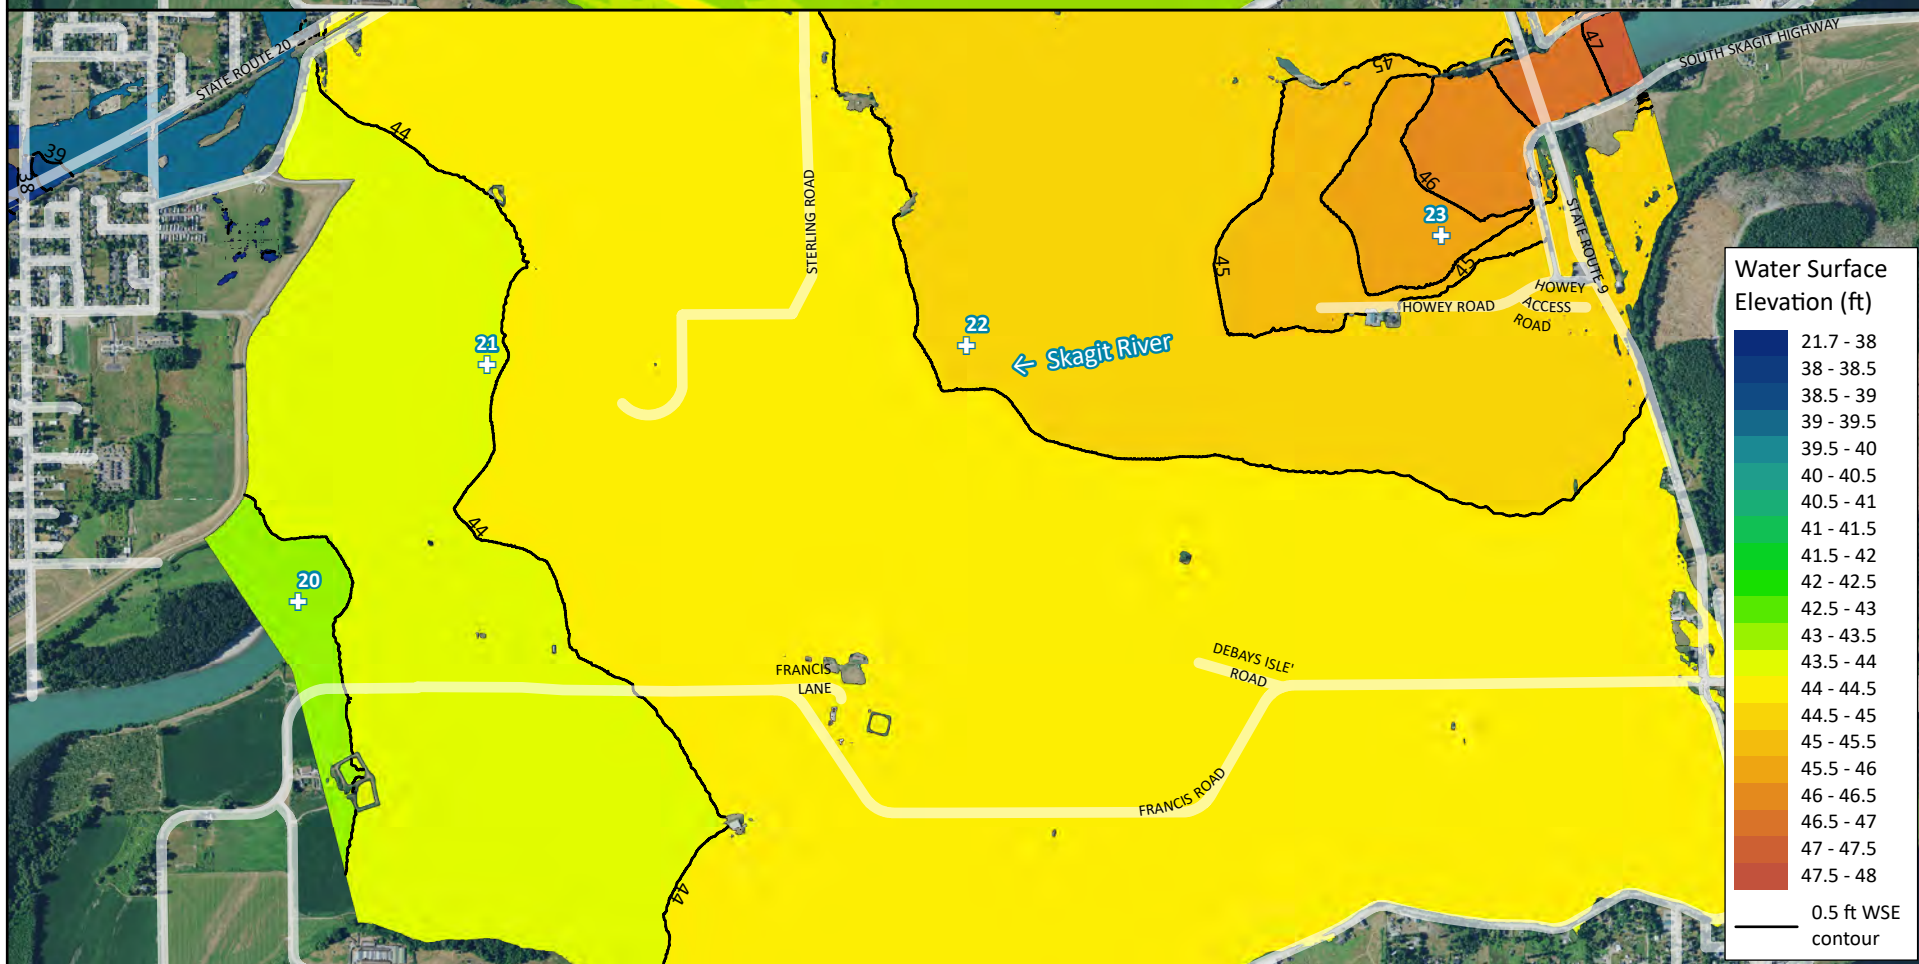 STATE ROUTE 20
SOUTH SKAGIT HIGHWAY
47
45
44
39
38
STERLING ROAD
46
23
STATE ROUTE 9
45
45
HOWEY
HOWEY ROAD
ACCESS
ROAD
22
21
← Skagit River
44
20
DEBAYS ISLE'
ROAD
FRANCIS
LANE
FRANCIS ROAD
44
Water Surface
Elevation (ft)
21.7 - 38
38 - 38.5
38.5 - 39
39 - 39.5
39.5 - 40
40 - 40.5
40.5 - 41
41 - 41.5
41.5 - 42
42 - 42.5
42.5 - 43
43 - 43.5
43.5 - 44
44 - 44.5
44.5 - 45
45 - 45.5
45.5 - 46
46 - 46.5
46.5 - 47
47 - 47.5
47.5 - 48
0.5 ft WSE
contour